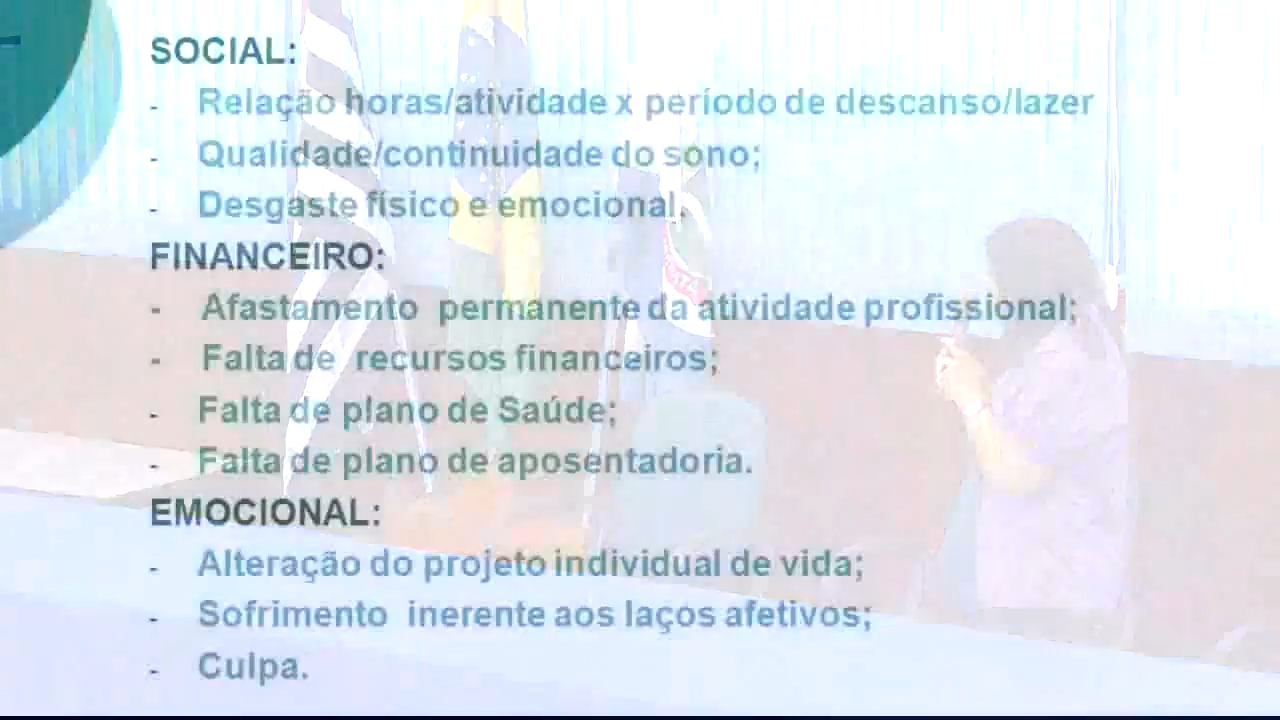 SOCIAL:
- Relação horas/atividade x período de descanso/lazer
- Qualidade/continuidade do sono;
- Desgaste físico e emocional.
FINANCEIRO:
- Afastamento permanente da atividade profissional;
- Falta de recursos financeiros;
- Falta de plano de Saúde;
- Falta de plano de aposentadoria.
EMOCIONAL:
- Alteração do projeto individual de vida;
- Sofrimento inerente aos laços afetivos;
- Culpa.